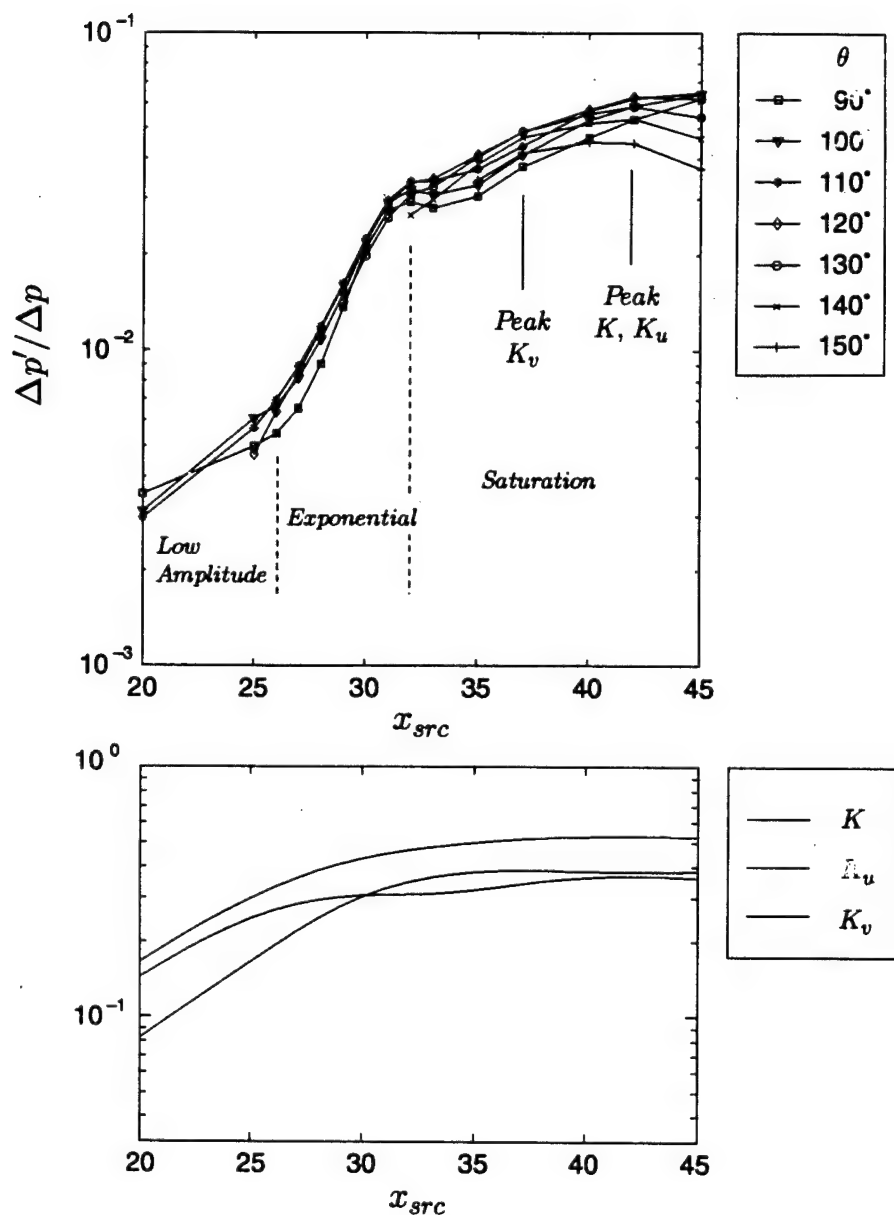 10⁻¹
10⁻²
10⁻³
Δp′/Δp
Peak
K_v
Peak
K, K_u
Saturation
Exponential
Low
Amplitude
20 25 30 35 40 45
x_src
θ
90°
100
110°
120°
130°
140°
150°
10⁰
10⁻¹
20 25 30 35 40 45
x_src
K
K_v